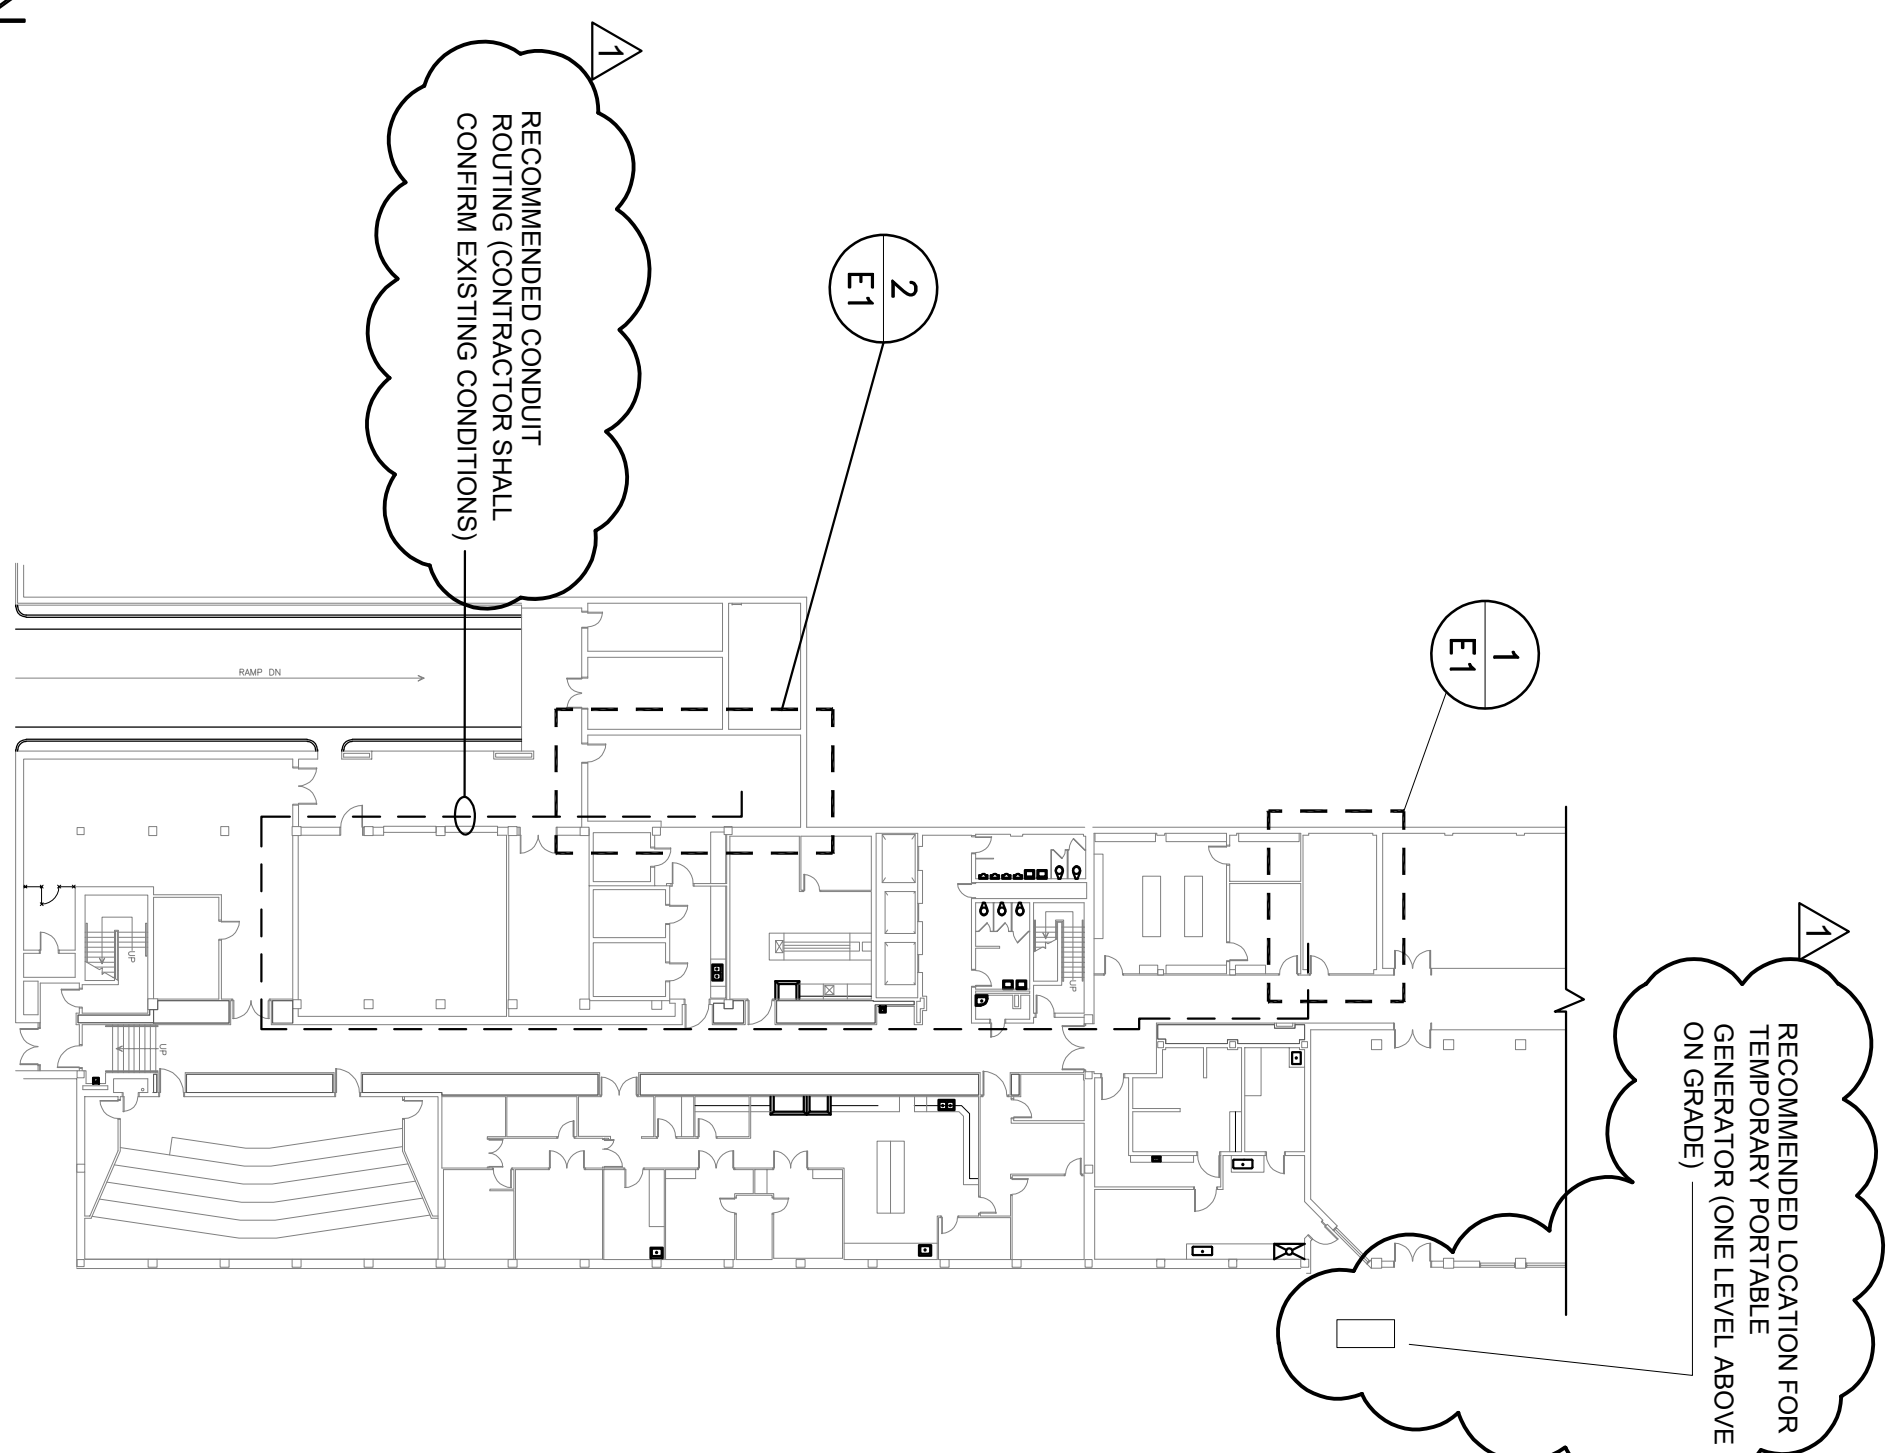 1
RECOMMENDED CONDUIT
ROUTING (CONTRACTOR SHALL
CONFIRM EXISTING CONDITIONS)
2
E1
1
E1
1
RECOMMENDED LOCATION FOR
TEMPORARY PORTABLE
GENERATOR (ONE LEVEL ABOVE
ON GRADE)
RAMP DN
UP
UP
UP